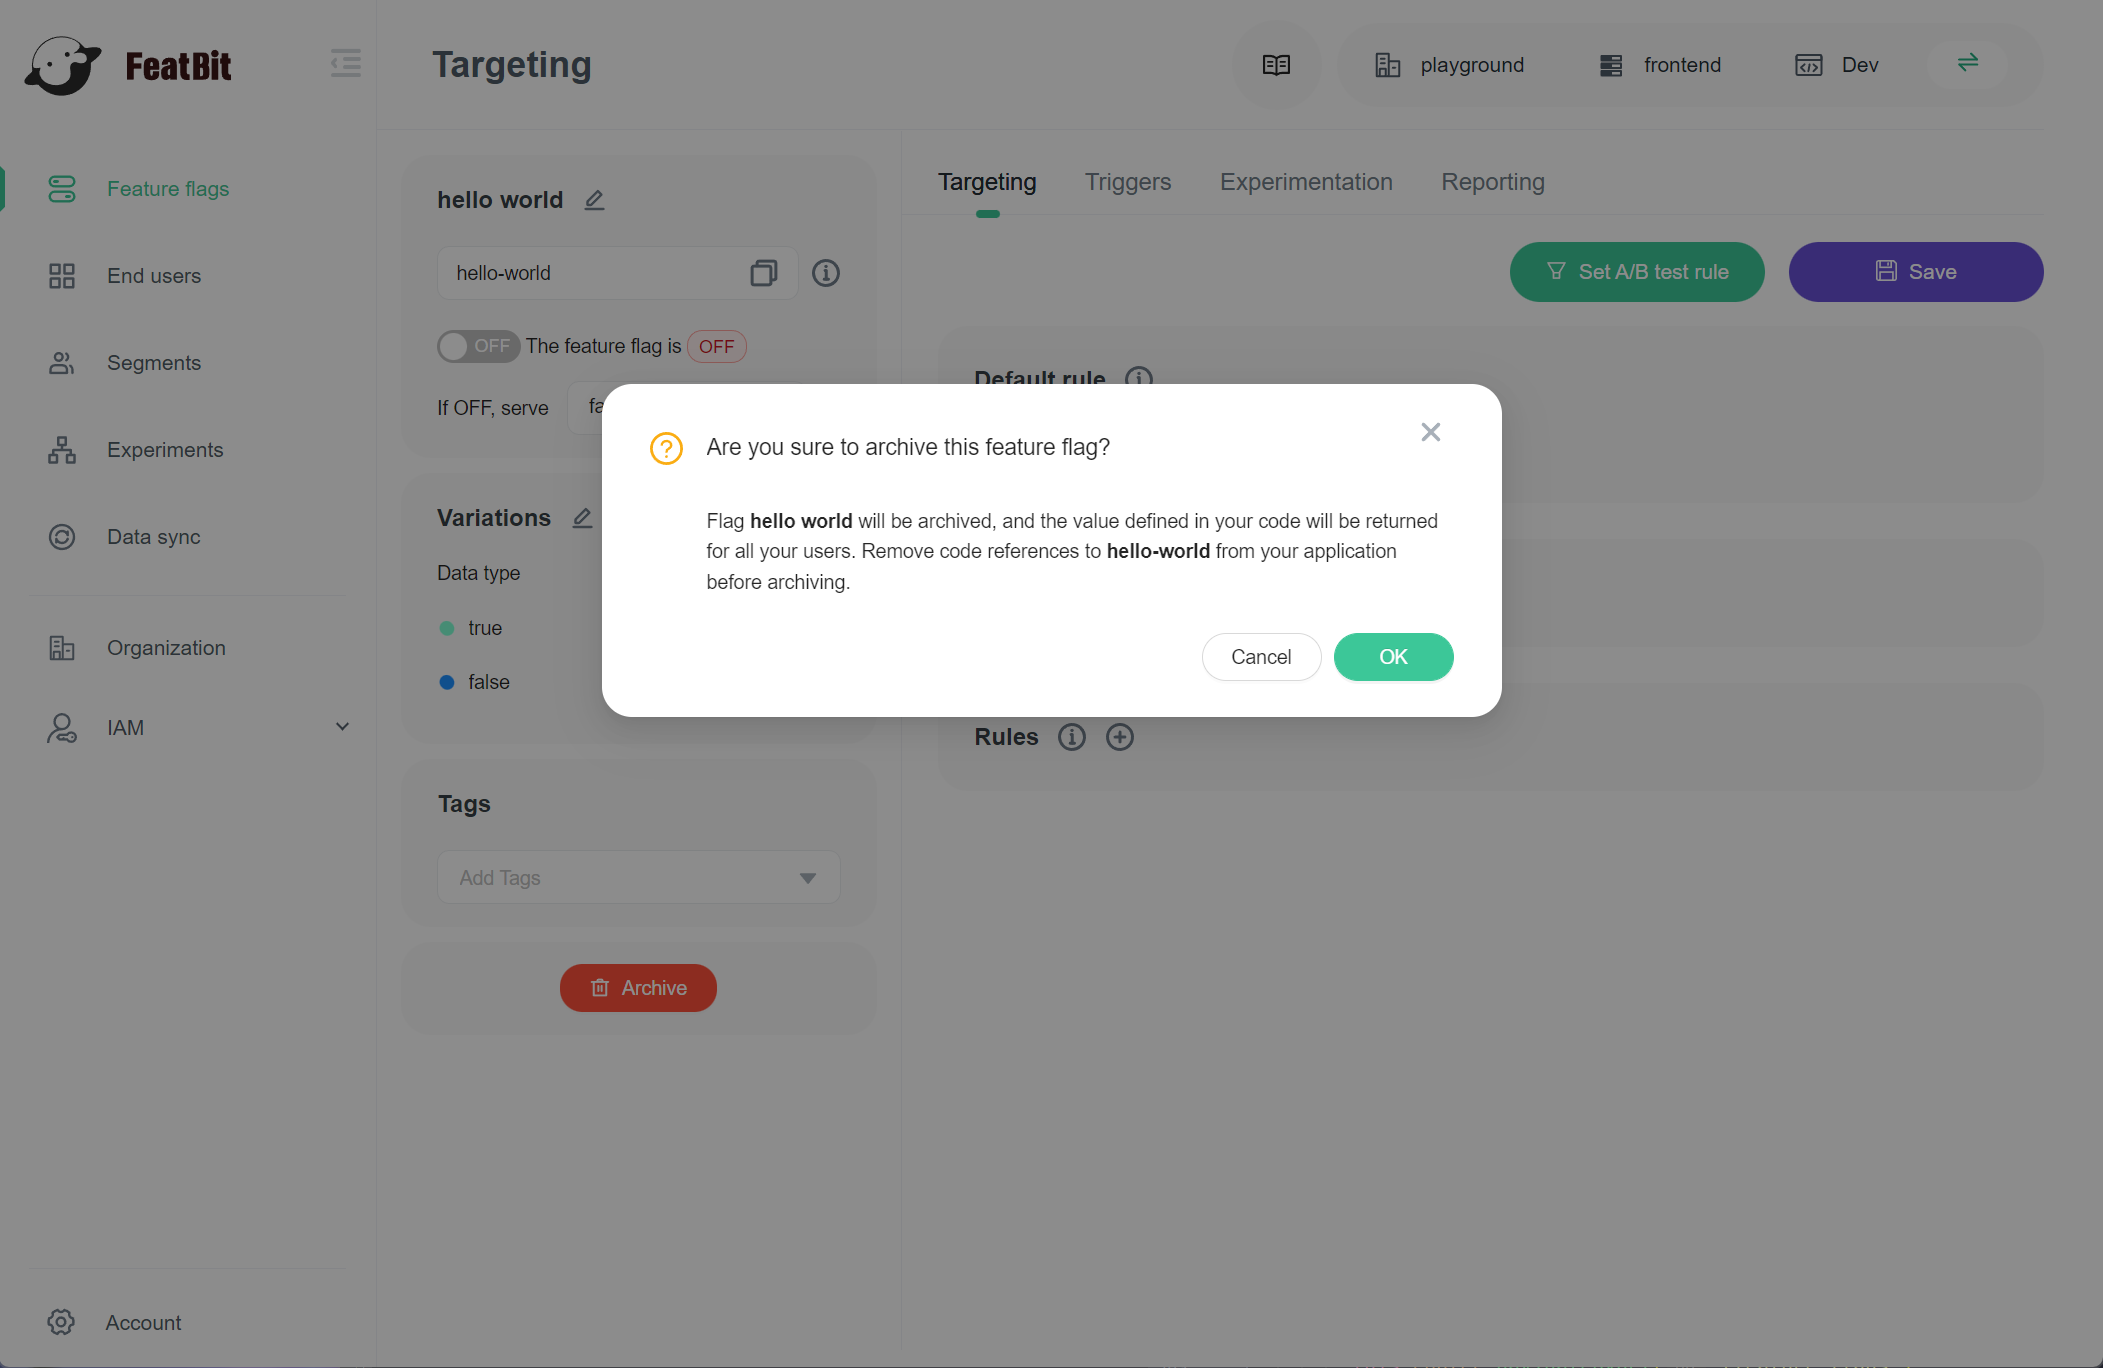 FeatBit
Targeting
playground
frontend
Dev
Feature flags
End users
Segments
Experiments
Data sync
Organization
IAM
Account
hello world
hello-world
OFF The feature flag is OFF
If OFF, serve
Variations
Data type
true
false
Tags
Add Tags
Archive
Targeting Triggers Experimentation Reporting
Set A/B test rule
Save
Default rule
Rules
Are you sure to archive this feature flag?
Flag hello world will be archived, and the value defined in your code will be returned
for all your users. Remove code references to hello-world from your application
before archiving.
Cancel
OK